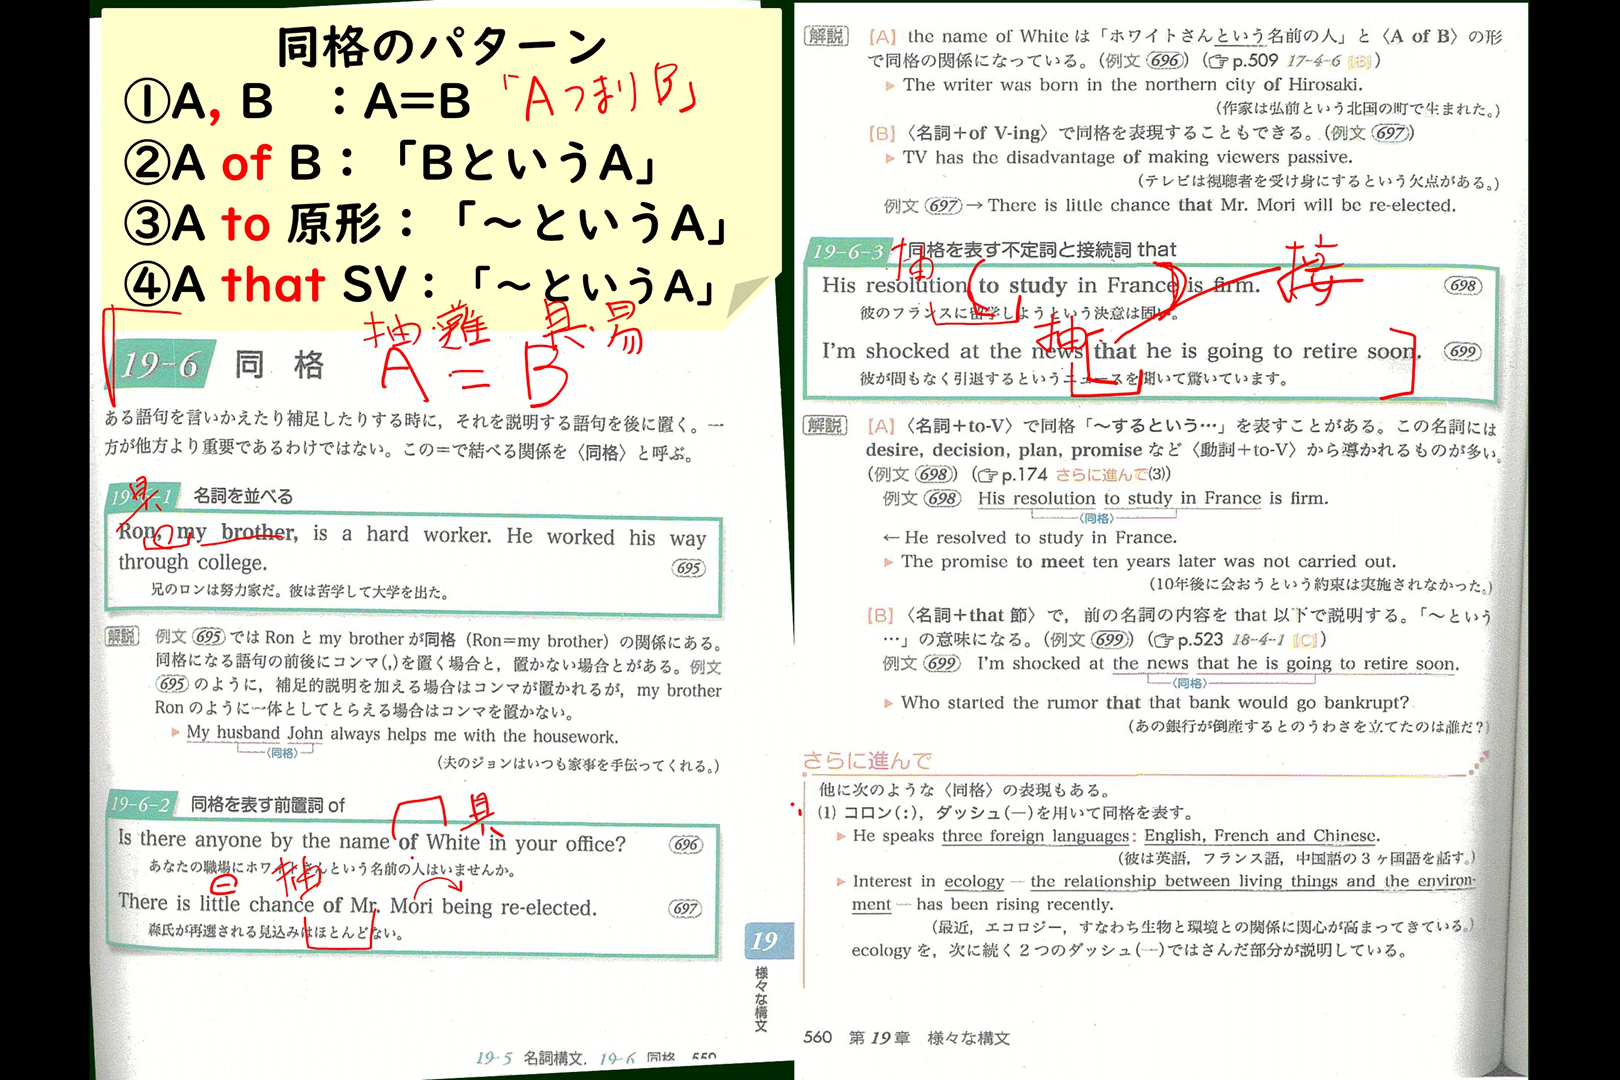 同格のパターン
①A, B :A=B 「AつまりB」
②A of B:「BというA」
③A to 原形:「～というA」
④A that SV:「～というA」
抽・難 具・易
A = B
19-6 同 格
ある語句を言いかえたり補足したりする時に，それを説明する語句を後に置く。一
方が他方より重要であるわけではない。この＝で結べる関係を〈同格〉と呼ぶ。
具
名詞を並べる
Ron, my brother, is a hard worker. He worked his way
through college. 695
兄のロンは努力家だ。彼は苦学して大学を出た。
解説 例文 695 では Ron と my brother が同格（Ron＝my brother）の関係にある。
同格になる語句の前後にコンマ(,)を置く場合と，置かない場合とがある。例文
695 のように，補足的説明を加える場合はコンマが置かれるが，my brother
Ron のように一体としてとらえる場合はコンマを置かない。
My husband John always helps me with the housework.
〈同格〉
（夫のジョンはいつも家事を手伝ってくれる。）
19-6-2 同格を表す前置詞 of
具
Is there anyone by the name of White in your office? 696
あなたの職場にホワイトさんという名前の人はいませんか。
抽
There is little chance of Mr. Mori being re-elected. 697
森氏が再選される見込みはほとんどない。
19
様々な構文
19-5 名詞構文, 19-6 同格 559
解説 [A] the name of White は「ホワイトさんという名前の人」と〈A of B〉の形
で同格の関係になっている。(例文 696) (☞ p.509 17-4-6 [B])
The writer was born in the northern city of Hirosaki.
（作家は弘前という北国の町で生まれた。）
[B] 〈名詞＋of V-ing〉で同格を表現することもできる。(例文 697)
TV has the disadvantage of making viewers passive.
（テレビは視聴者を受け身にするという欠点がある。）
例文 697 → There is little chance that Mr. Mori will be re-elected.
19-6-3 同格を表す不定詞と接続詞 that
抽 接
His resolution to study in France is firm. 698
彼のフランスに留学しようという決意は固い。
抽
I'm shocked at the news that he is going to retire soon. 699
彼が間もなく引退するというニュースを聞いて驚いています。
解説 [A] 〈名詞＋to-V〉で同格「～するという…」を表すことがある。この名詞には
desire, decision, plan, promise など〈動詞＋to-V〉から導かれるものが多い。
(例文 698) (☞ p.174 さらに進んで(3))
例文 698 His resolution to study in France is firm.
〈同格〉
← He resolved to study in France.
The promise to meet ten years later was not carried out.
（10年後に会おうという約束は実施されなかった。）
[B] 〈名詞＋that 節〉で，前の名詞の内容を that 以下で説明する。「～という
…」の意味になる。(例文 699) (☞ p.523 18-4-1 [C])
例文 699 I'm shocked at the news that he is going to retire soon.
〈同格〉
Who started the rumor that that bank would go bankrupt?
（あの銀行が倒産するとのうわさを立てたのは誰だ？）
さらに進んで
他に次のような〈同格〉の表現もある。
(1) コロン(：)，ダッシュ(―)を用いて同格を表す。
He speaks three foreign languages: English, French and Chinese.
（彼は英語，フランス語，中国語の３ヶ国語を話す。）
Interest in ecology ― the relationship between living things and the environ-
ment ― has been rising recently.
（最近，エコロジー，すなわち生物と環境との関係に関心が高まってきている。）
ecology を，次に続く２つのダッシュ(―)ではさんだ部分が説明している。
560 第 19 章 様々な構文